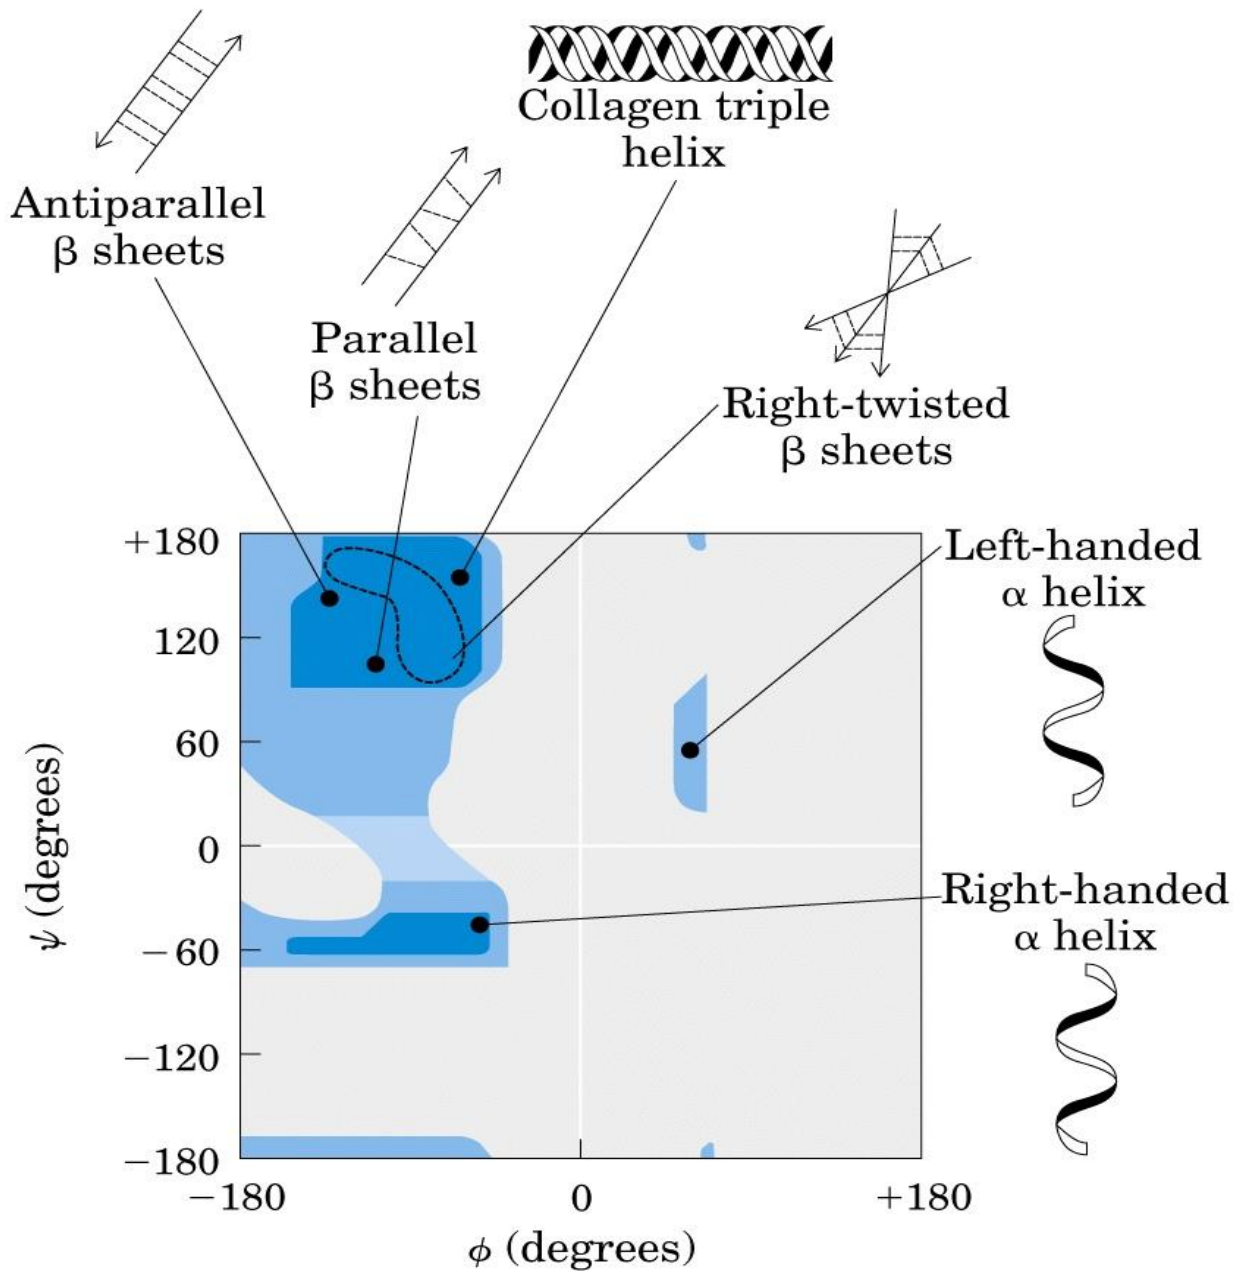 Collagen triple
helix
Antiparallel
β sheets
Parallel
β sheets
Right-twisted
β sheets
Left-handed
α helix
Right-handed
α helix
+180
120
60
0
−60
−120
−180
ψ (degrees)
−180
0
+180
ϕ (degrees)